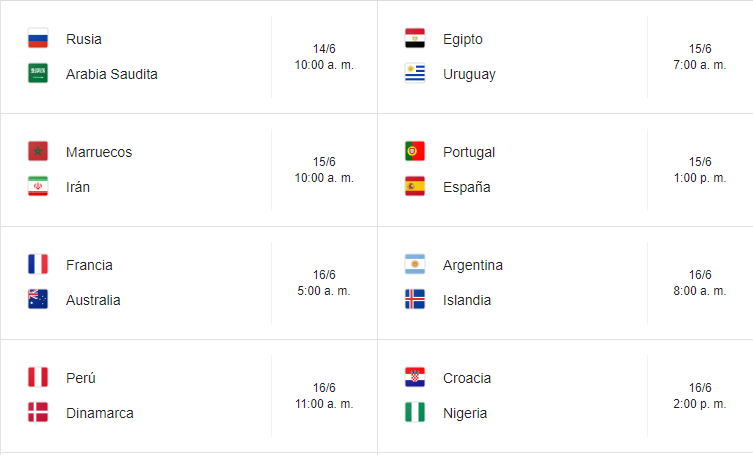 Rusia
Arabia Saudita
14/6
10:00 a. m.
Egipto
Uruguay
15/6
7:00 a. m.
Marruecos
Irán
15/6
10:00 a. m.
Portugal
España
15/6
1:00 p. m.
Francia
Australia
16/6
5:00 a. m.
Argentina
Islandia
16/6
8:00 a. m.
Perú
Dinamarca
16/6
11:00 a. m.
Croacia
Nigeria
16/6
2:00 p. m.